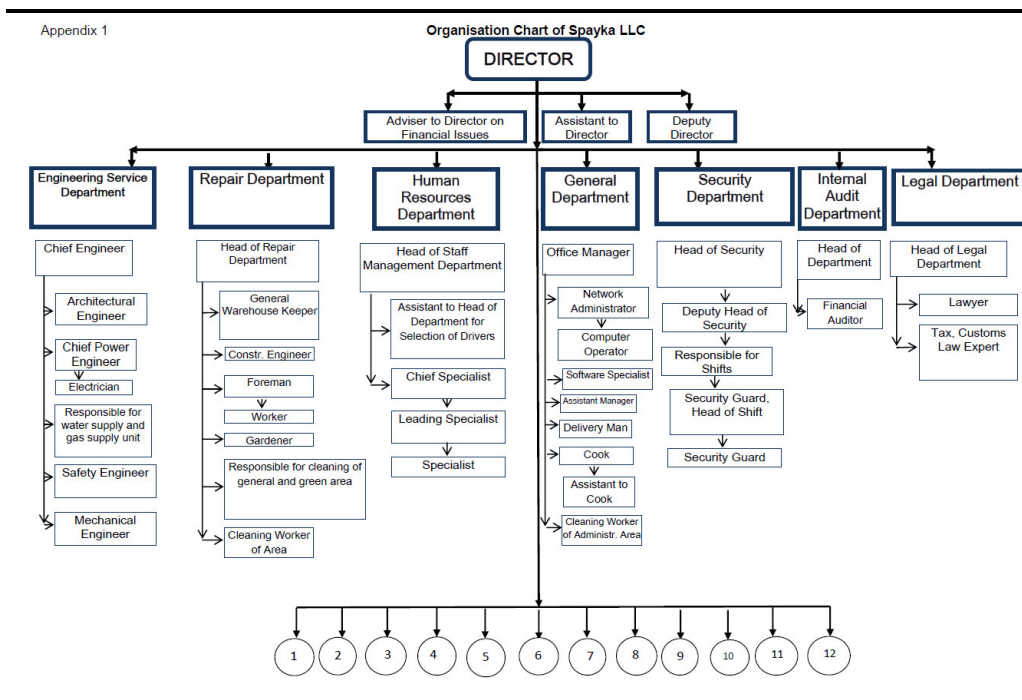 Appendix 1
Organisation Chart of Spayka LLC
DIRECTOR
Adviser to Director on
Financial Issues
Assistant to
Director
Deputy
Director
Engineering Service
Department
Repair Department
Human
Resources
Department
General
Department
Security
Department
Internal
Audit
Department
Legal Department
Chief Engineer
Architectural
Engineer
Chief Power
Engineer
Electrician
Responsible for
water supply and
gas supply unit
Safety Engineer
Mechanical
Engineer
Head of Repair
Department
General
Warehouse Keeper
Constr. Engineer
Foreman
Worker
Gardener
Responsible for cleaning of
general and green area
Cleaning Worker
of Area
Head of Staff
Management Department
Assistant to Head of
Department for
Selection of Drivers
Chief Specialist
Leading Specialist
Specialist
Office Manager
Network
Administrator
Computer
Operator
Software Specialist
Assistant Manager
Delivery Man
Cook
Assistant to
Cook
Cleaning Worker
of Administr. Area
Head of Security
Deputy Head of
Security
Responsible for
Shifts
Security Guard,
Head of Shift
Security Guard
Head of
Department
Financial
Auditor
Head of Legal
Department
Lawyer
Tax, Customs
Law Expert
1
2
3
4
5
6
7
8
9
10
11
12